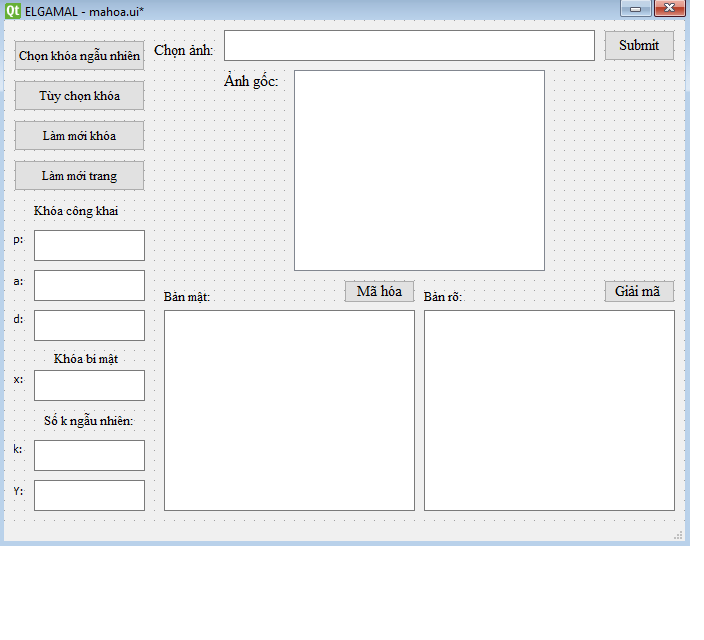 Qt ELGAMAL - mahoa.ui*
Chọn khóa ngẫu nhiên
Chọn ảnh:
Submit
Tùy chọn khóa
Ảnh gốc:
Làm mới khóa
Làm mới trang
Khóa công khai
p:
a:
Bản mật:
Mã hóa
Bản rõ:
Giải mã
d:
Khóa bí mật
x:
Số k ngẫu nhiên:
k:
Y: